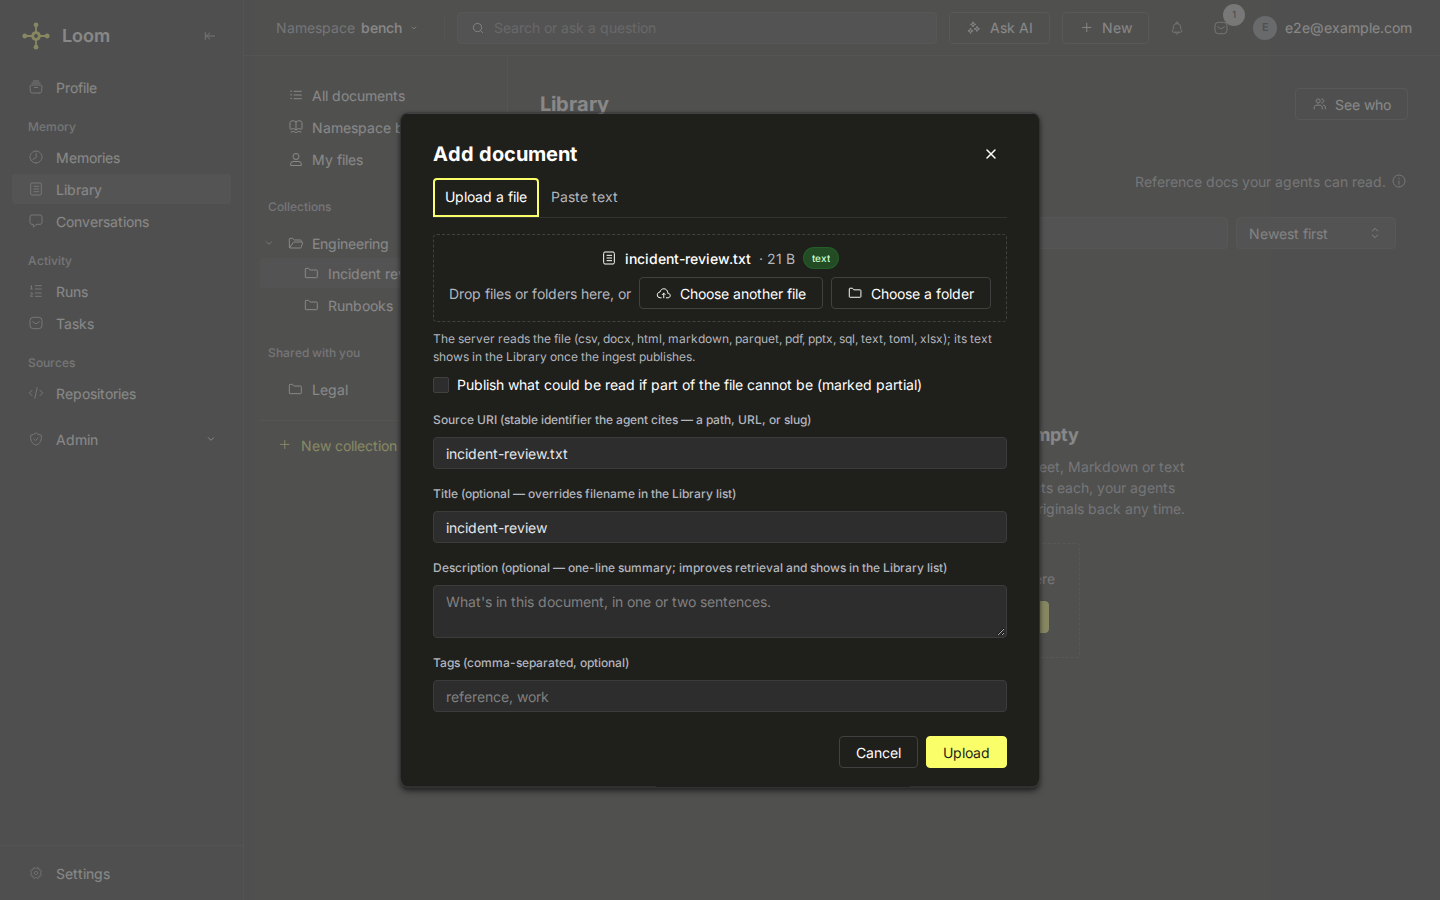 Loom
Namespace bench
Search or ask a question
Ask AI
New
1
E
e2e@example.com
Profile
Memory
Memories
Library
Conversations
Activity
Runs
Tasks
Sources
Repositories
Admin
Settings
All documents
Namespace b
My files
Collections
Engineering
Incident re
Runbooks
Shared with you
Legal
New collection
Library
See who
Reference docs your agents can read.
Newest first
mpty
eet, Markdown or text
ts each, your agents
riginals back any time.
ere
Add document
Upload a file
Paste text
incident-review.txt · 21 B text
Drop files or folders here, or Choose another file Choose a folder
The server reads the file (csv, docx, html, markdown, parquet, pdf, pptx, sql, text, toml, xlsx); its text
shows in the Library once the ingest publishes.
Publish what could be read if part of the file cannot be (marked partial)
Source URI (stable identifier the agent cites — a path, URL, or slug)
incident-review.txt
Title (optional — overrides filename in the Library list)
incident-review
Description (optional — one-line summary; improves retrieval and shows in the Library list)
What's in this document, in one or two sentences.
Tags (comma-separated, optional)
reference, work
Cancel
Upload